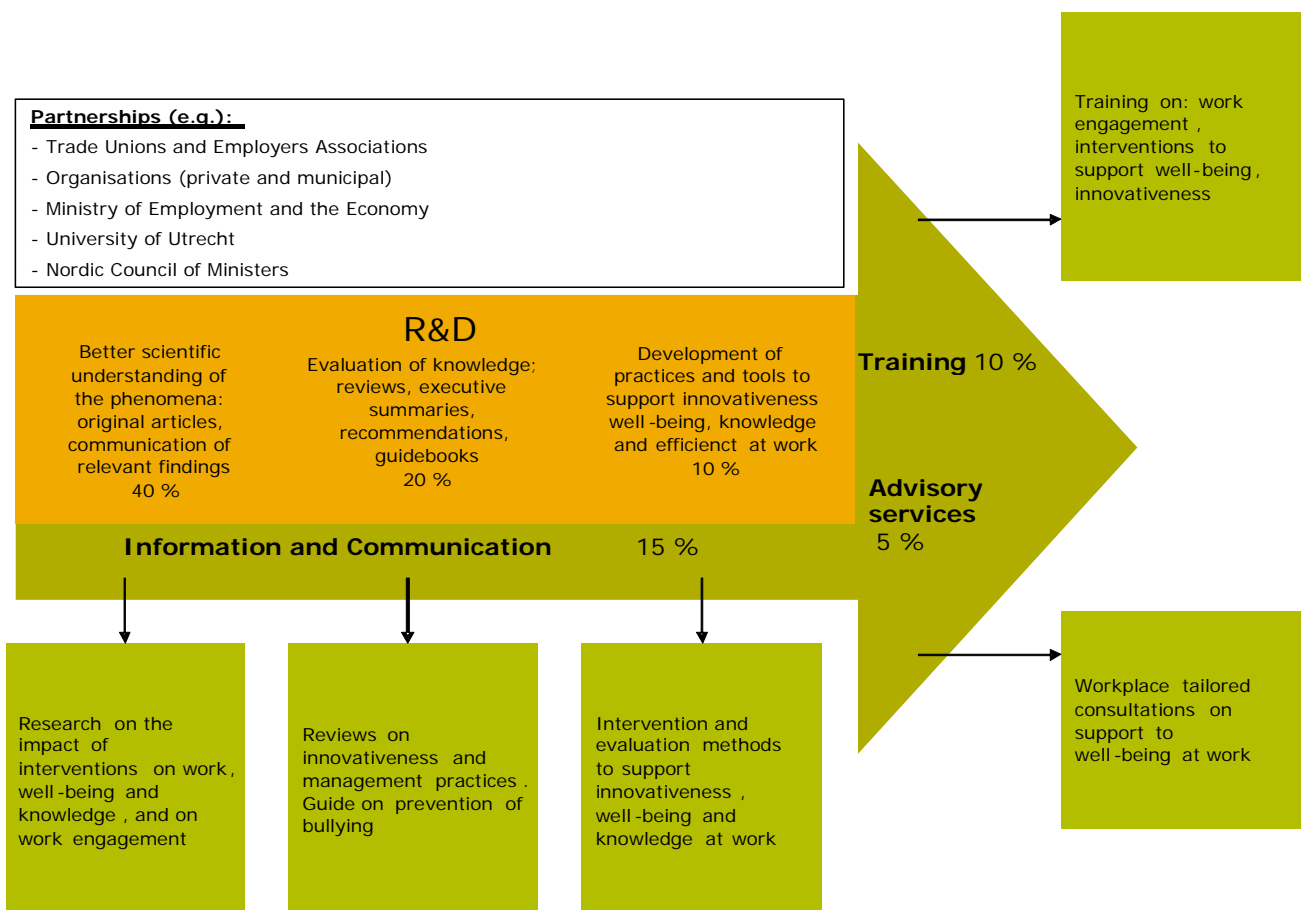 Partnerships (e.g.):
- Trade Unions and Employers Associations
- Organisations (private and municipal)
- Ministry of Employment and the Economy
- University of Utrecht
- Nordic Council of Ministers
Training on: work
engagement ,
interventions to
support well-being,
innovativeness
R&D
Better scientific
understanding of
the phenomena:
original articles,
communication of
relevant findings
40 %
Evaluation of knowledge;
reviews, executive
summaries,
recommendations,
guidebooks
20 %
Development of
practices and tools to
support innovativeness
well-being, knowledge
and efficienct at work
10 %
Training 10 %
Advisory
services
5 %
Information and Communication 15 %
Research on the
impact of
interventions on work,
well-being and
knowledge , and on
work engagement
Reviews on
innovativeness and
management practices .
Guide on prevention of
bullying
Intervention and
evaluation methods
to support
innovativeness ,
well-being and
knowledge at work
Workplace tailored
consultations on
support to
well-being at work